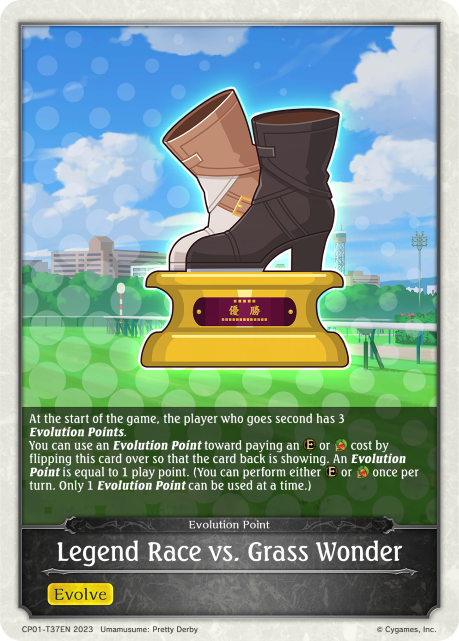 優勝
At the start of the game, the player who goes second has 3
Evolution Points.
You can use an Evolution Point toward paying an E or cost by
flipping this card over so that the card back is showing. An Evolution
Point is equal to 1 play point. (You can perform either E or once per
turn. Only 1 Evolution Point can be used at a time.)
Evolution Point
Legend Race vs. Grass Wonder
Evolve
CP01-T37EN 2023 Umamusume: Pretty Derby
© Cygames, Inc.